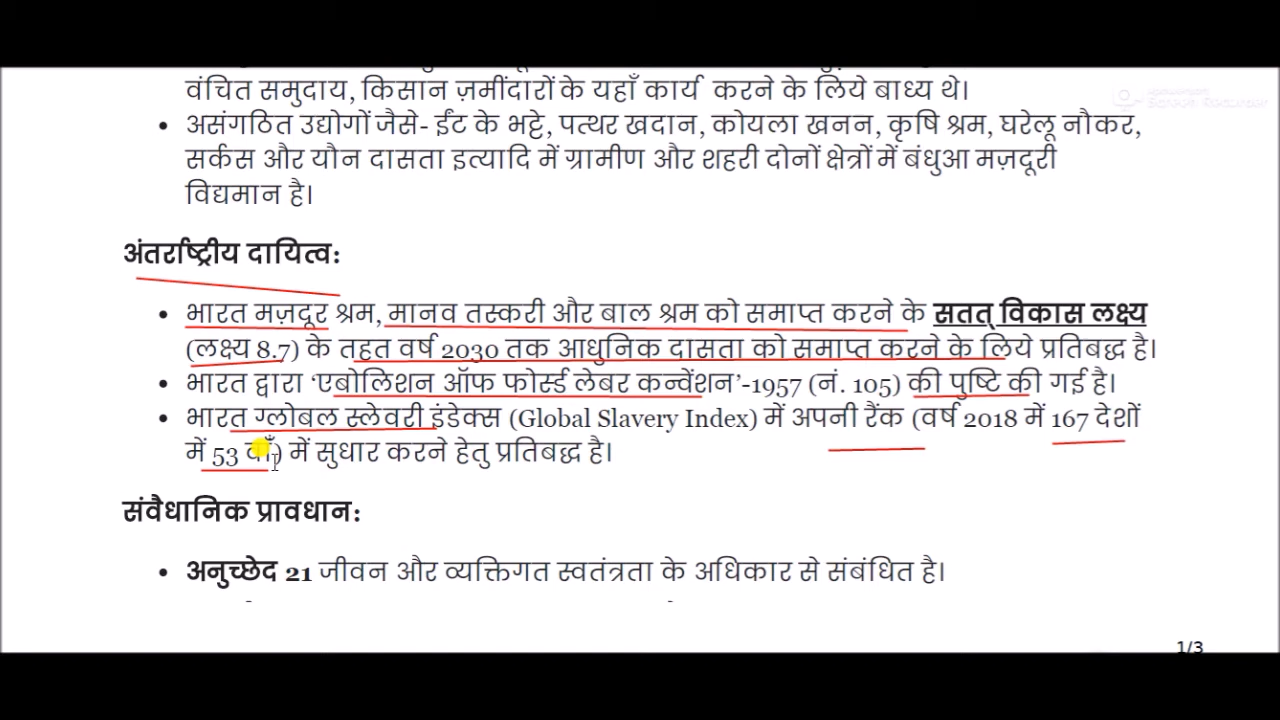 वंचित समुदाय, किसान ज़मींदारों के यहाँ कार्य करने के लिये बाध्य थे।
• असंगठित उद्योगों जैसे- ईंट के भट्टे, पत्थर खदान, कोयला खनन, कृषि श्रम, घरेलू नौकर,
सर्कस और यौन दासता इत्यादि में ग्रामीण और शहरी दोनों क्षेत्रों में बंधुआ मज़दूरी
विद्यमान है।
अंतर्राष्ट्रीय दायित्व:
• भारत मज़दूर श्रम, मानव तस्करी और बाल श्रम को समाप्त करने के सतत् विकास लक्ष्य
(लक्ष्य 8.7) के तहत वर्ष 2030 तक आधुनिक दासता को समाप्त करने के लिये प्रतिबद्ध है।
• भारत द्वारा ‘एबोलिशन ऑफ फोर्स्ड लेबर कन्वेंशन’-1957 (नं. 105) की पुष्टि की गई है।
• भारत ग्लोबल स्लेवरी इंडेक्स (Global Slavery Index) में अपनी रैंक (वर्ष 2018 में 167 देशों
में 53 वाँ) में सुधार करने हेतु प्रतिबद्ध है।
संवैधानिक प्रावधान:
• अनुच्छेद 21 जीवन और व्यक्तिगत स्वतंत्रता के अधिकार से संबंधित है।
1/3